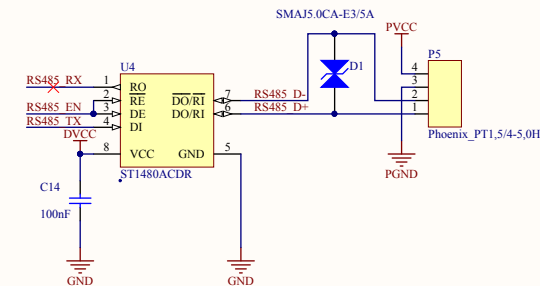 SMAJ5.0CA-E3/5A
PVCC
U4
D1
P5
RS485_RX 1 RO
2 RE
RS485_EN 3 DE
RS485_TX 4 DI
DO/RI 7 RS485_D-
DO/RI 6 RS485_D+
4
3
2
1
DVCC
8 VCC
GND 5
Phoenix_PT1,5/4-5,0H
ST1480ACDR
PGND
C14
100nF
GND
GND